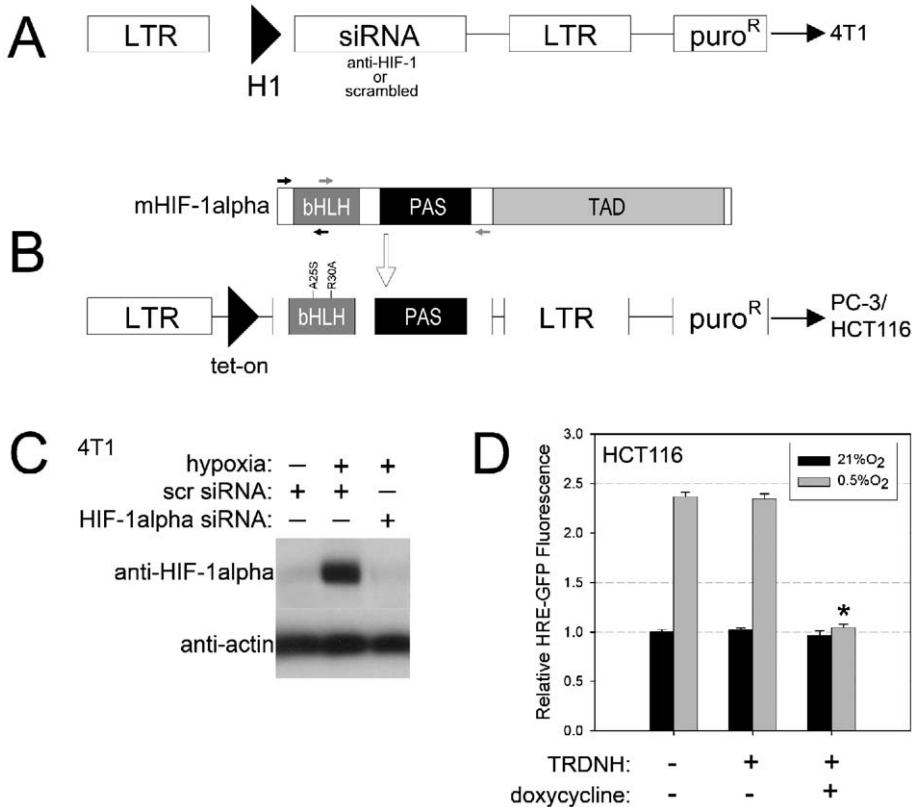 A
LTR
siRNA
LTR
puroR
4T1
H1
anti-HIF-1
or
scrambled
mHIF-1alpha
bHLH
PAS
TAD
B
A25S
R30A
LTR
bHLH
PAS
LTR
puroR
PC-3/
HCT116
tet-on
C
4T1
hypoxia: – + +
scr siRNA: + + –
HIF-1alpha siRNA: – – +
anti-HIF-1alpha
anti-actin
D
HCT116
21%O2
0.5%O2
Relative HRE-GFP Fluorescence
3.0
2.5
2.0
1.5
1.0
0.5
0.0
*
TRDNH: - + +
doxycycline: - - +